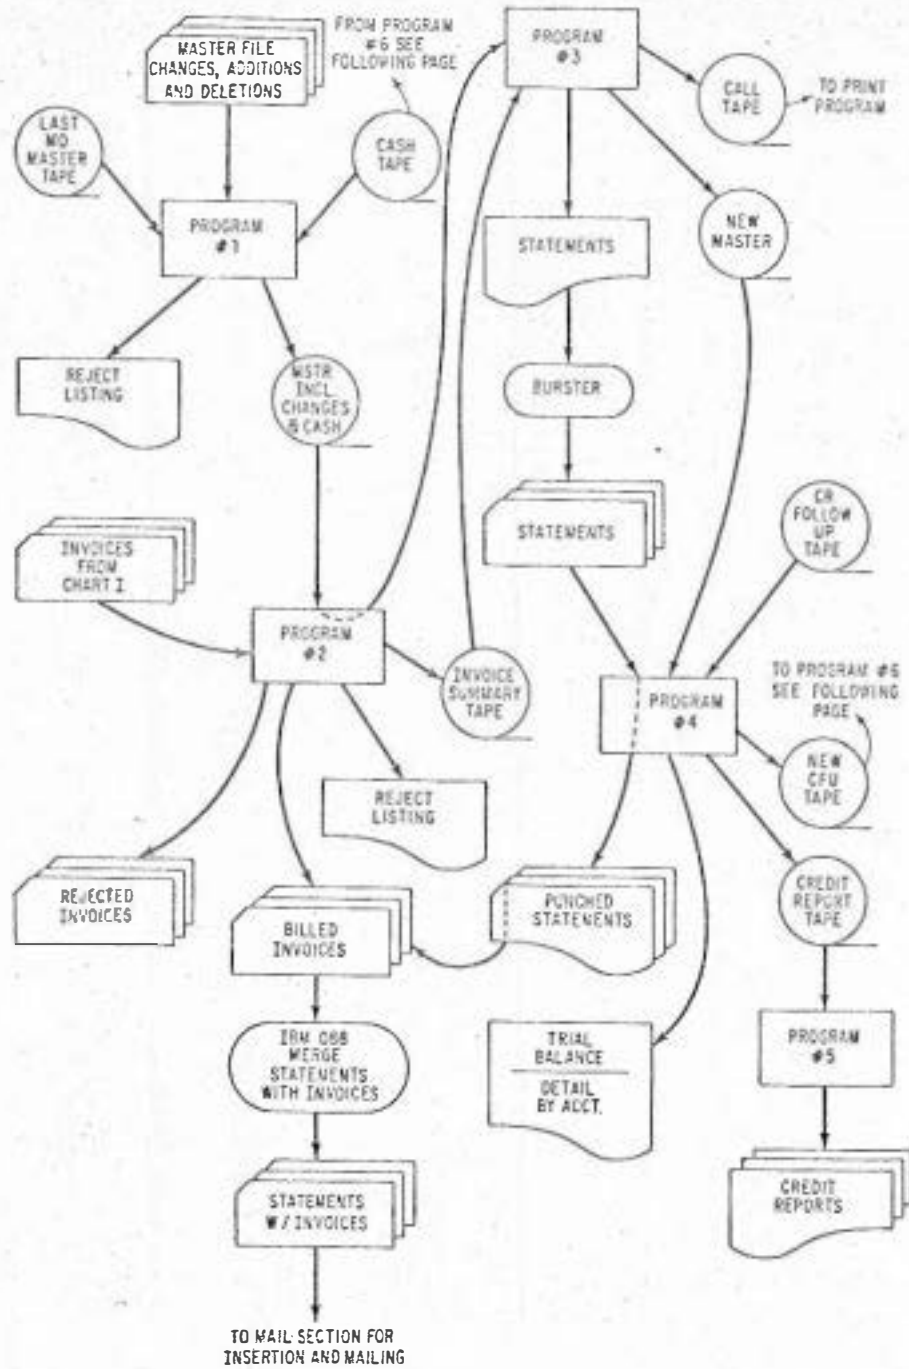 MASTER FILE
CHANGES, ADDITIONS
AND DELETIONS
FROM PROGRAM
#6 SEE
FOLLOWING PAGE
PROGRAM
#3
CALL
TAPE
TO PRINT
PROGRAM
LAST
MO
MASTER
TAPE
CASH
TAPE
PROGRAM
#1
STATEMENTS
NEW
MASTER
REJECT
LISTING
MSTR
INCL.
CHANGES
& CASH
BURSTER
INVOICES
FROM
CHART I
STATEMENTS
CR
FOLLOW
UP
TAPE
PROGRAM
#2
INVOICE
SUMMARY
TAPE
PROGRAM
#4
TO PROGRAM #6
SEE FOLLOWING
PAGE
NEW
CFU
TAPE
REJECT
LISTING
REJECTED
INVOICES
BILLED
INVOICES
PUNCHED
STATEMENTS
CREDIT
REPORT
TAPE
IBM 088
MERGE
STATEMENTS
WITH INVOICES
TRIAL
BALANCE
DETAIL
BY ACCT.
PROGRAM
#5
STATEMENTS
W/ INVOICES
CREDIT
REPORTS
TO MAIL SECTION FOR
INSERTION AND MAILING